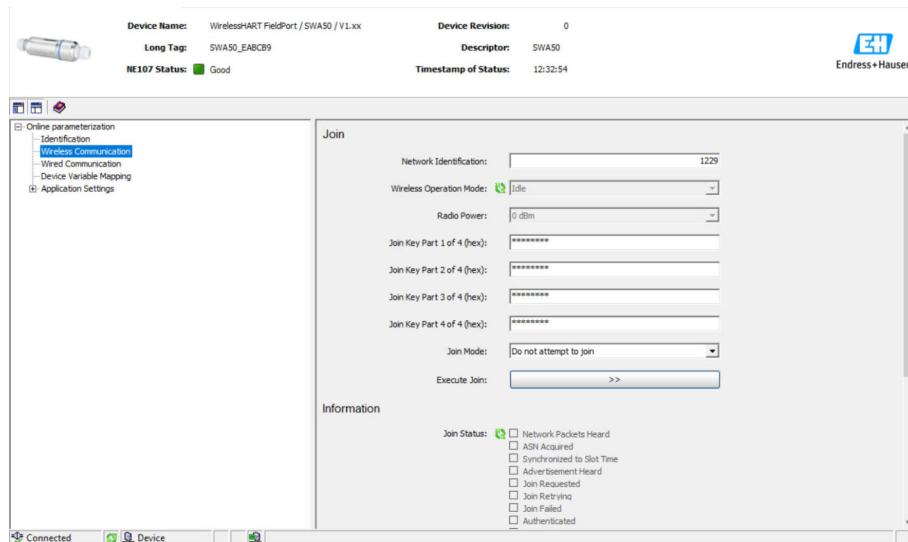 Device Name: WirelessHART FieldPort / SWA50 / V1.xx Device Revision: 0
Long Tag: SWA50_EABCB9 Descriptor: SWA50
NE107 Status: Good Timestamp of Status: 12:32:54
EH
Endress+Hauser
Online parameterization
Identification
Wireless Communication
Wired Communication
Device Variable Mapping
Application Settings
Join
Network Identification: 1229
Wireless Operation Mode: Idle
Radio Power: 0 dBm
Join Key Part 1 of 4 (hex): ********
Join Key Part 2 of 4 (hex): ********
Join Key Part 3 of 4 (hex): ********
Join Key Part 4 of 4 (hex): ********
Join Mode: Do not attempt to join
Execute Join: >>
Information
Join Status: Network Packets Heard
ASN Acquired
Synchronized to Slot Time
Advertisement Heard
Join Requested
Join Retrying
Join Failed
Authenticated
Connected Device